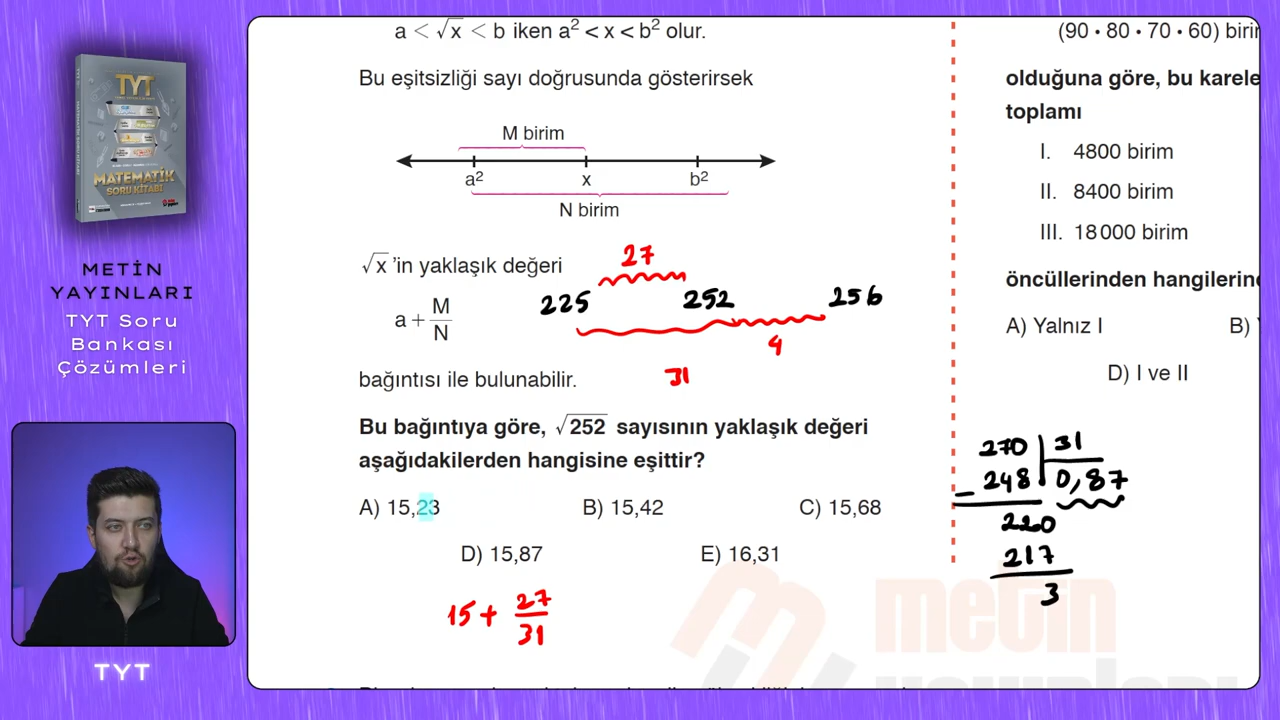 TYT
MATEMATİK
SORU KİTABI
METİN
YAYINLARI
TYT Soru
Bankası
Çözümleri
TYT
a < √x < b iken a² < x < b² olur.
Bu eşitsizliği sayı doğrusunda gösterirsek
M birim
a² x b²
N birim
√x 'in yaklaşık değeri
a + M/N
27
225 252 256
4
31
bağıntısı ile bulunabilir.
Bu bağıntıya göre, √252 sayısının yaklaşık değeri
aşağıdakilerden hangisine eşittir?
A) 15,23 B) 15,42 C) 15,68
D) 15,87 E) 16,31
15 + 27/31
(90 • 80 • 70 • 60) birir
olduğuna göre, bu karele
toplamı
I. 4800 birim
II. 8400 birim
III. 18000 birim
öncüllerinden hangilerin
A) Yalnız I B)
D) I ve II
270 31
- 248 0,87
220
217
3
metin